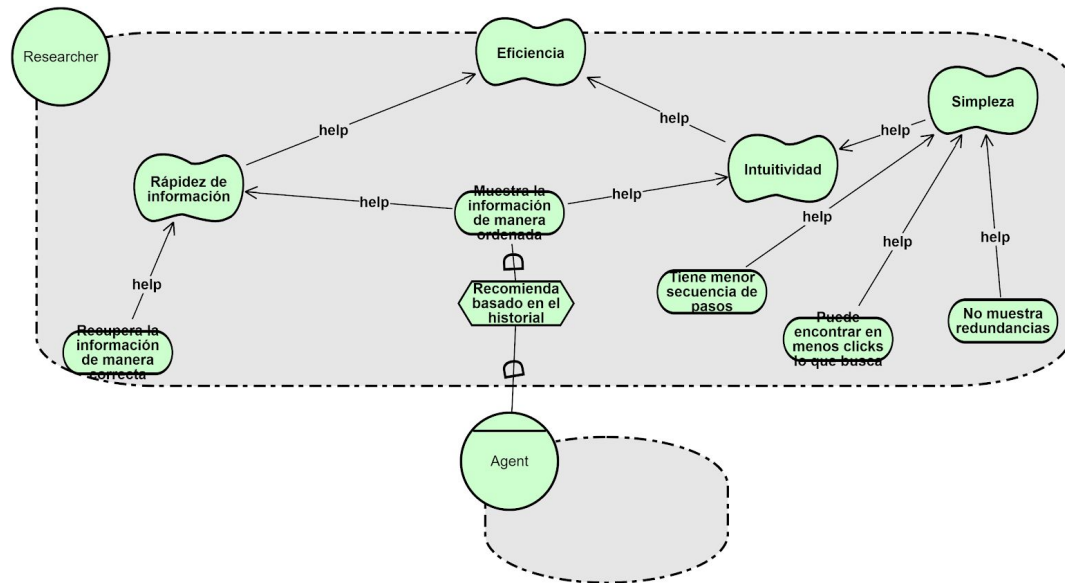 Researcher
Eficiencia
Simpleza
help
help
help
Rápidez de
información
Intuitividad
help
Muestra la
información
de manera
ordenada
help
help
help
help
help
D
Recomienda
basado en el
historial
Tiene menor
secuencia de
pasos
Puede
encontrar en
menos clicks
lo que busca
No muestra
redundancias
Recupera la
información
de manera
correcta
D
Agent